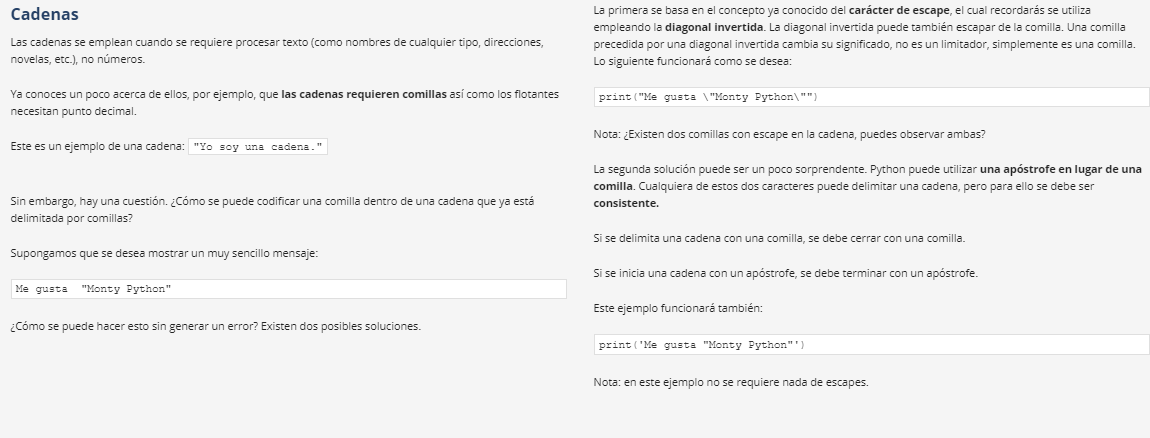 Cadenas
Las cadenas se emplean cuando se requiere procesar texto (como nombres de cualquier tipo, direcciones,
novelas, etc.), no números.
Ya conoces un poco acerca de ellos, por ejemplo, que las cadenas requieren comillas así como los flotantes
necesitan punto decimal.
Este es un ejemplo de una cadena: "Yo soy una cadena."
Sin embargo, hay una cuestión. ¿Cómo se puede codificar una comilla dentro de una cadena que ya está
delimitada por comillas?
Supongamos que se desea mostrar un muy sencillo mensaje:
Me gusta  "Monty Python"
¿Cómo se puede hacer esto sin generar un error? Existen dos posibles soluciones.
La primera se basa en el concepto ya conocido del carácter de escape, el cual recordarás se utiliza
empleando la diagonal invertida. La diagonal invertida puede también escapar de la comilla. Una comilla
precedida por una diagonal invertida cambia su significado, no es un limitador, simplemente es una comilla.
Lo siguiente funcionará como se desea:
print("Me gusta \"Monty Python\"")
Nota: ¿Existen dos comillas con escape en la cadena, puedes observar ambas?
La segunda solución puede ser un poco sorprendente. Python puede utilizar una apóstrofe en lugar de una
comilla. Cualquiera de estos dos caracteres puede delimitar una cadena, pero para ello se debe ser
consistente.
Si se delimita una cadena con una comilla, se debe cerrar con una comilla.
Si se inicia una cadena con un apóstrofe, se debe terminar con un apóstrofe.
Este ejemplo funcionará también:
print('Me gusta "Monty Python"')
Nota: en este ejemplo no se requiere nada de escapes.